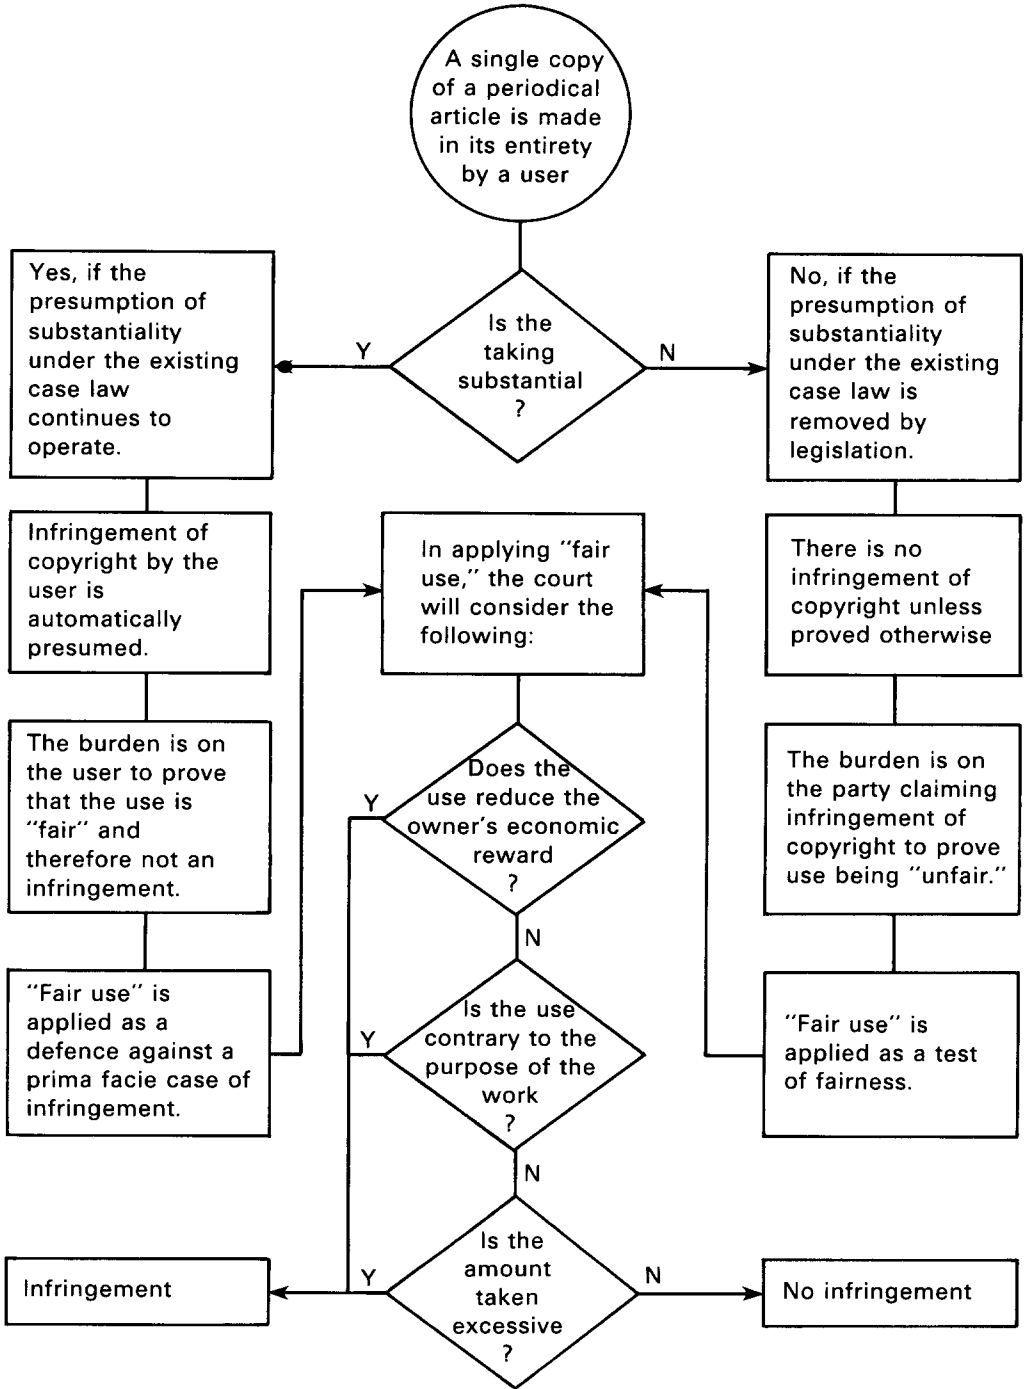 A single copy
of a periodical
article is made
in its entirety
by a user
Is the
taking
substantial
?
Y
N
Yes, if the
presumption of
substantiality
under the existing
case law
continues to
operate.
No, if the
presumption of
substantiality
under the existing
case law is
removed by
legislation.
Infringement of
copyright by the
user is
automatically
presumed.
There is no
infringement of
copyright unless
proved otherwise
The burden is on
the user to prove
that the use is
"fair" and
therefore not an
infringement.
The burden is on
the party claiming
infringement of
copyright to prove
use being "unfair."
"Fair use" is
applied as a
defence against a
prima facie case of
infringement.
"Fair use" is
applied as a test
of fairness.
In applying "fair
use," the court
will consider the
following:
Does the
use reduce the
owner's economic
reward
?
Y
N
Is the use
contrary to the
purpose of the
work
?
Y
N
Is the
amount
taken
excessive
?
Y
N
Infringement
No infringement